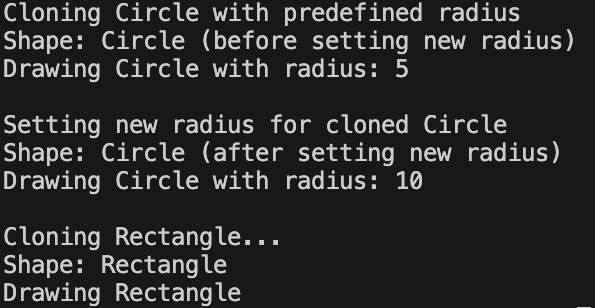 Cloning Circle with predefined radius
Shape: Circle (before setting new radius)
Drawing Circle with radius: 5

Setting new radius for cloned Circle
Shape: Circle (after setting new radius)
Drawing Circle with radius: 10

Cloning Rectangle...
Shape: Rectangle
Drawing Rectangle